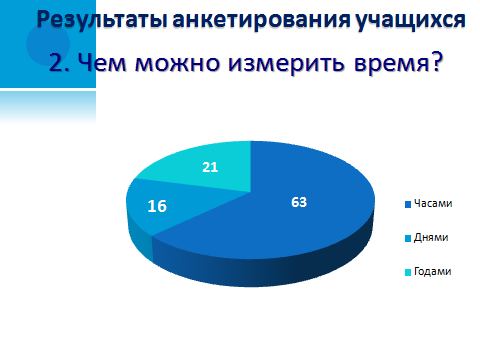 Результаты анкетирования учащихся
2. Чем можно измерить время?
21
16
63
Часами
Днями
Годами